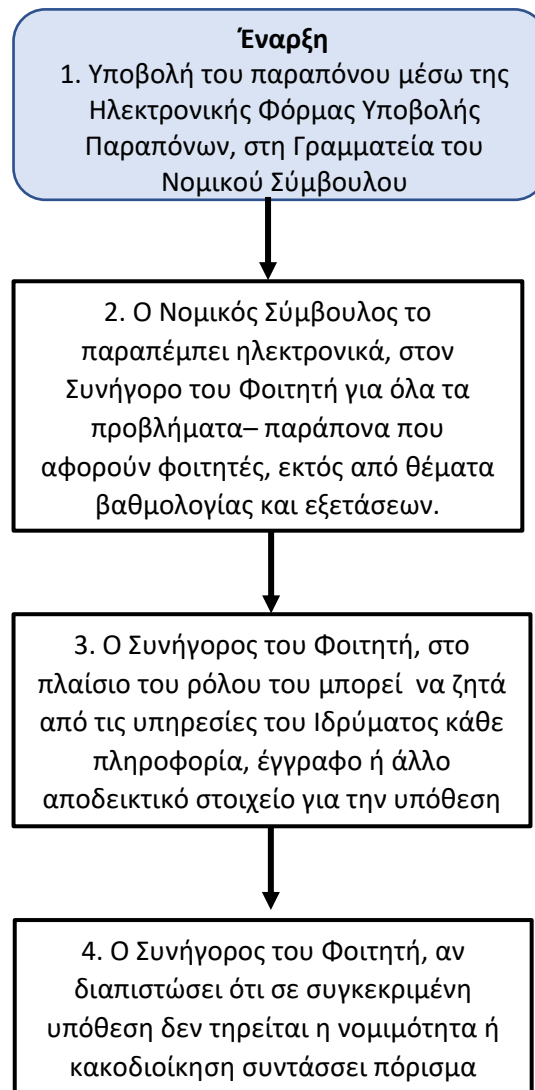 Έναρξη
1. Υποβολή του παραπόνου μέσω της
Ηλεκτρονικής Φόρμας Υποβολής
Παραπόνων, στη Γραμματεία του
Νομικού Σύμβουλου
2. Ο Νομικός Σύμβουλος το
παραπέμπει ηλεκτρονικά, στον
Συνήγορο του Φοιτητή για όλα τα
προβλήματα– παράπονα που
αφορούν φοιτητές, εκτός από θέματα
βαθμολογίας και εξετάσεων.
3. Ο Συνήγορος του Φοιτητή, στο
πλαίσιο του ρόλου του μπορεί να ζητά
από τις υπηρεσίες του Ιδρύματος κάθε
πληροφορία, έγγραφο ή άλλο
αποδεικτικό στοιχείο για την υπόθεση
4. Ο Συνήγορος του Φοιτητή, αν
διαπιστώσει ότι σε συγκεκριμένη
υπόθεση δεν τηρείται η νομιμότητα ή
κακοδιοίκηση συντάσσει πόρισμα